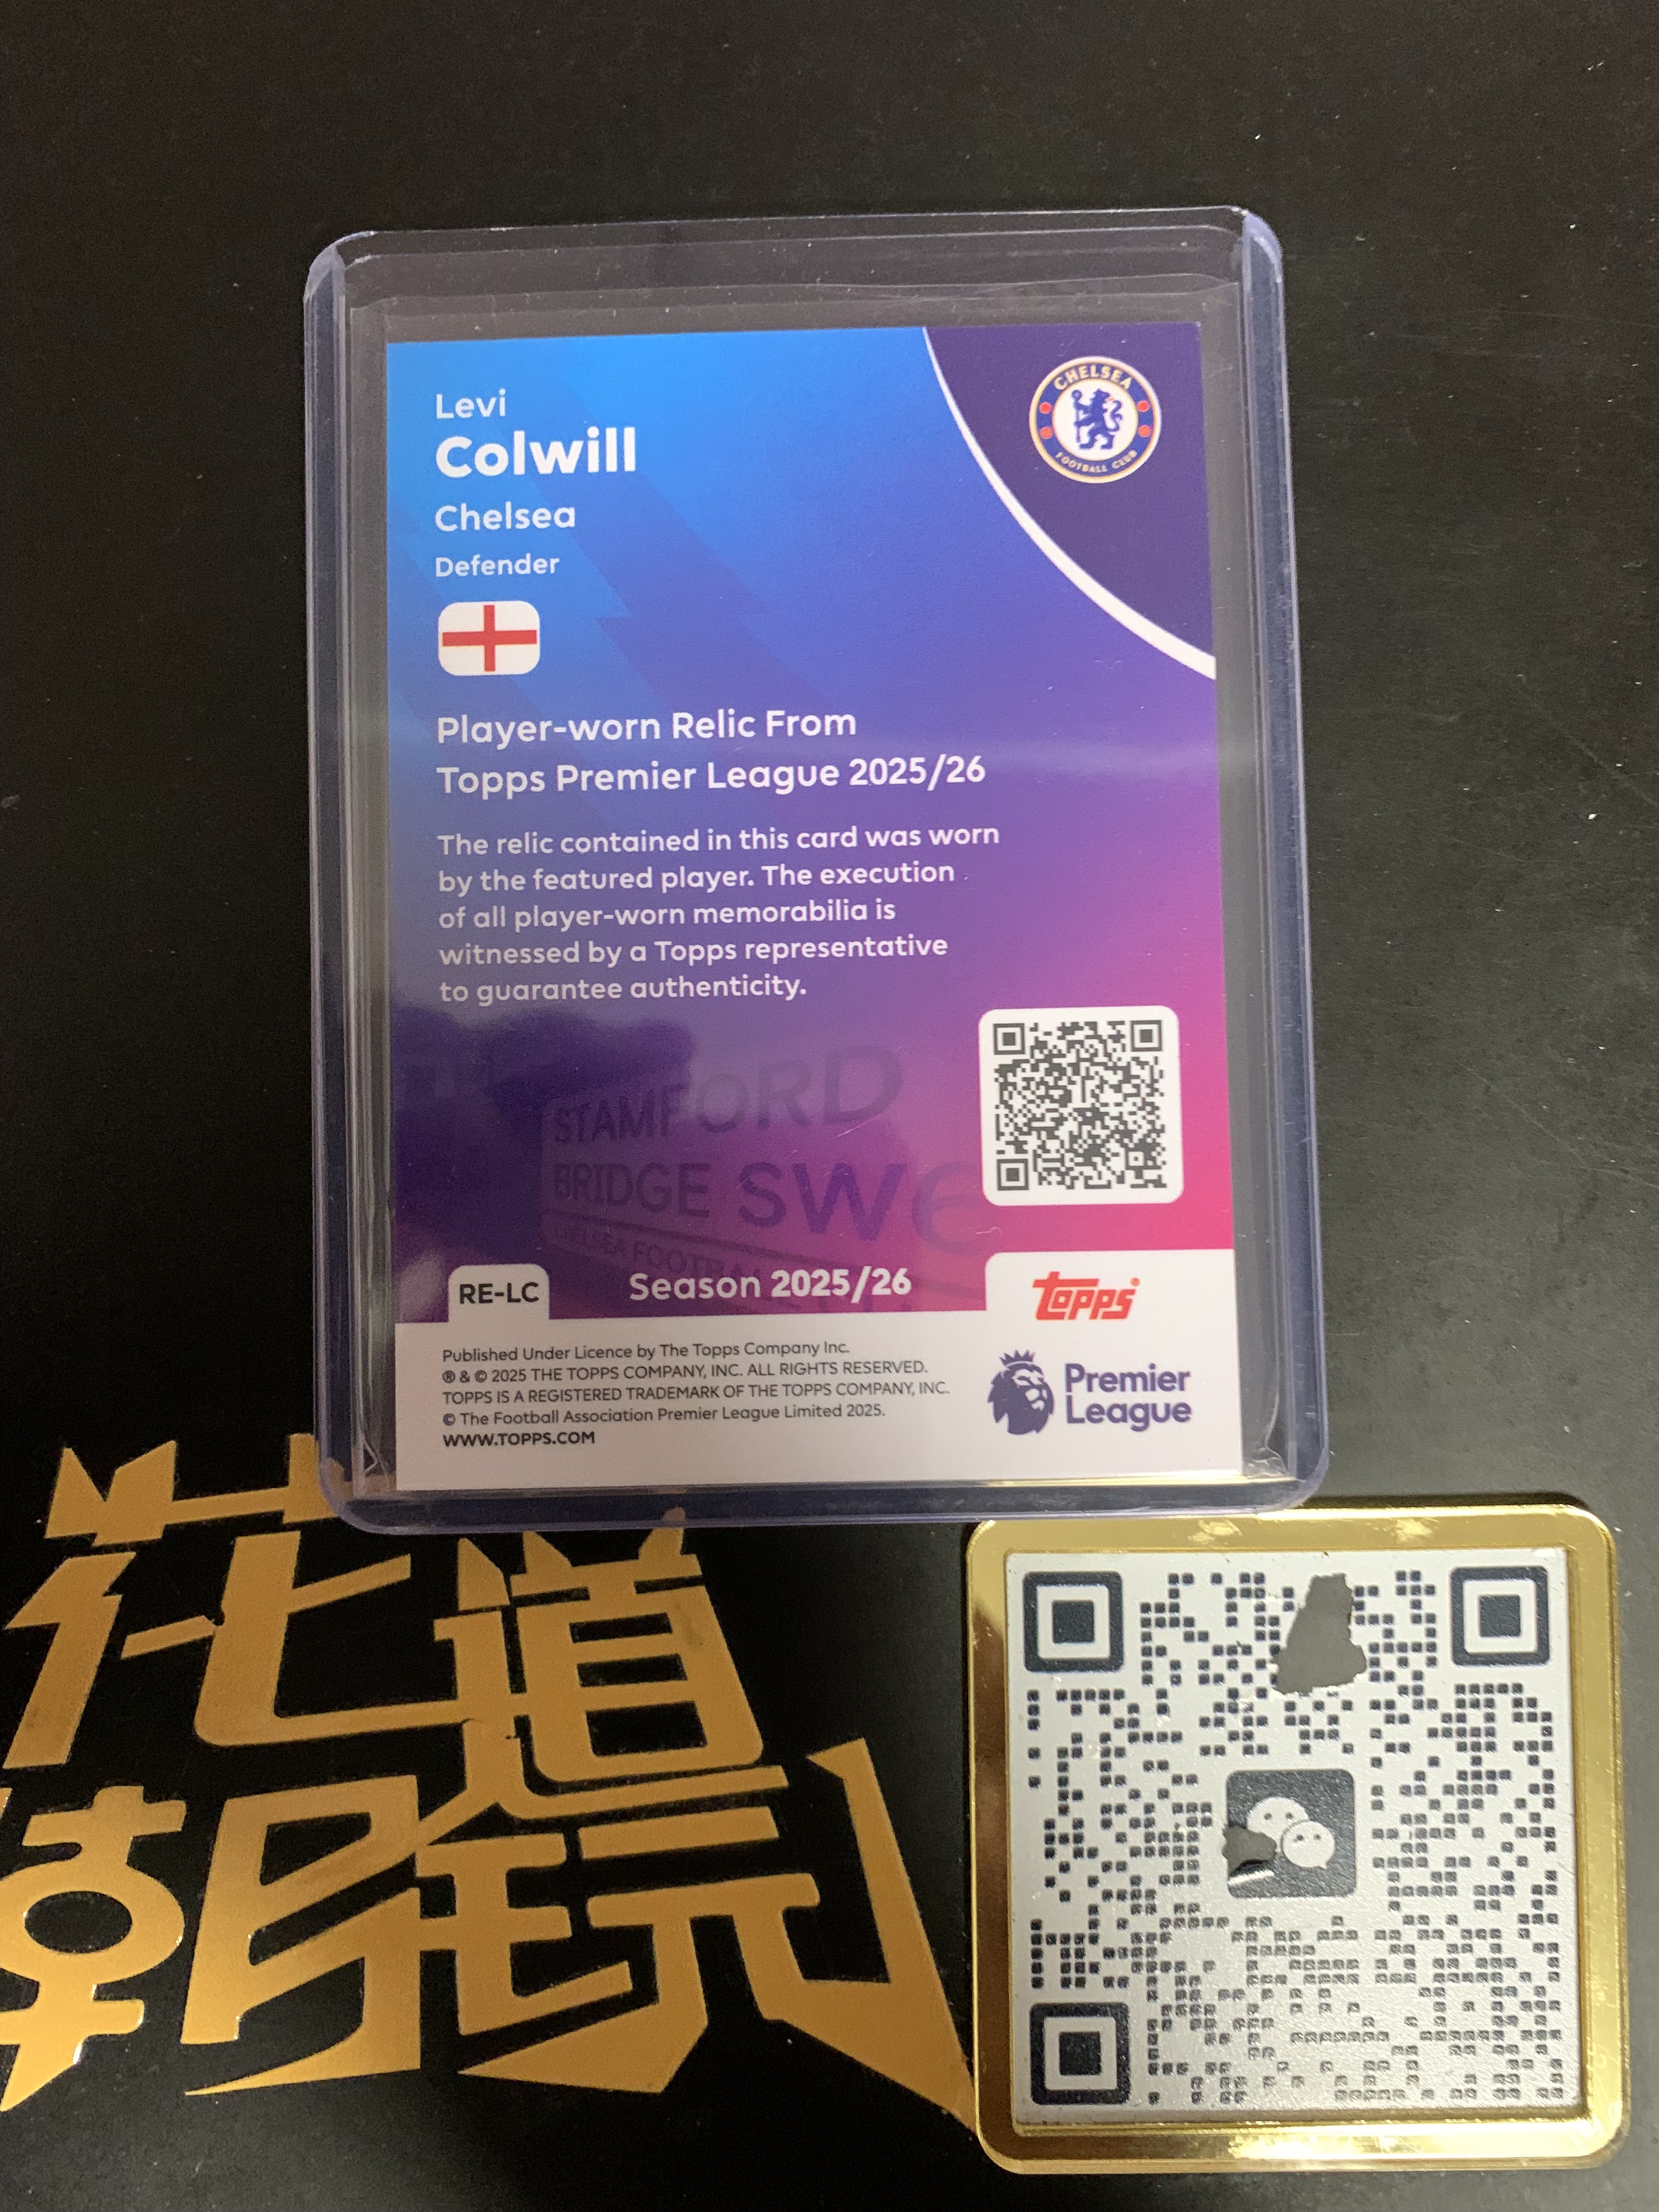 Levi
Colwill
Chelsea
Defender
CHELSEA
FOOTBALL CLUB
Player-worn Relic From
Topps Premier League 2025/26
The relic contained in this card was worn
by the featured player. The execution
of all player-worn memorabilia is
witnessed by a Topps representative
to guarantee authenticity.
STAMFORD
BRIDGE SW6
CHELSEA FOOTBALL
RE-LC
Season 2025/26
Topps
Published Under Licence by The Topps Company Inc.
® & © 2025 THE TOPPS COMPANY, INC. ALL RIGHTS RESERVED.
TOPPS IS A REGISTERED TRADEMARK OF THE TOPPS COMPANY, INC.
© The Football Association Premier League Limited 2025.
WWW.TOPPS.COM
Premier
League
花道
潮玩